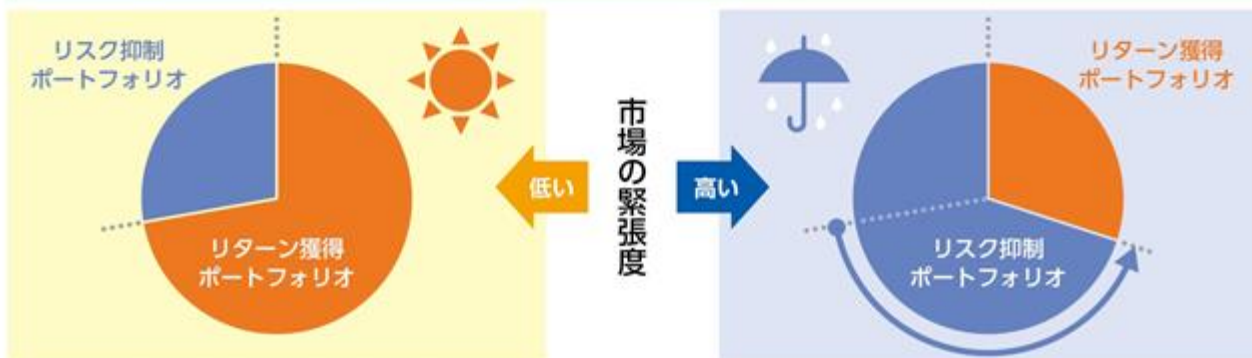 リスク抑制
ポートフォリオ
リターン獲得
ポートフォリオ
低い
市場の緊張度
高い
リターン獲得
ポートフォリオ
リスク抑制
ポートフォリオ